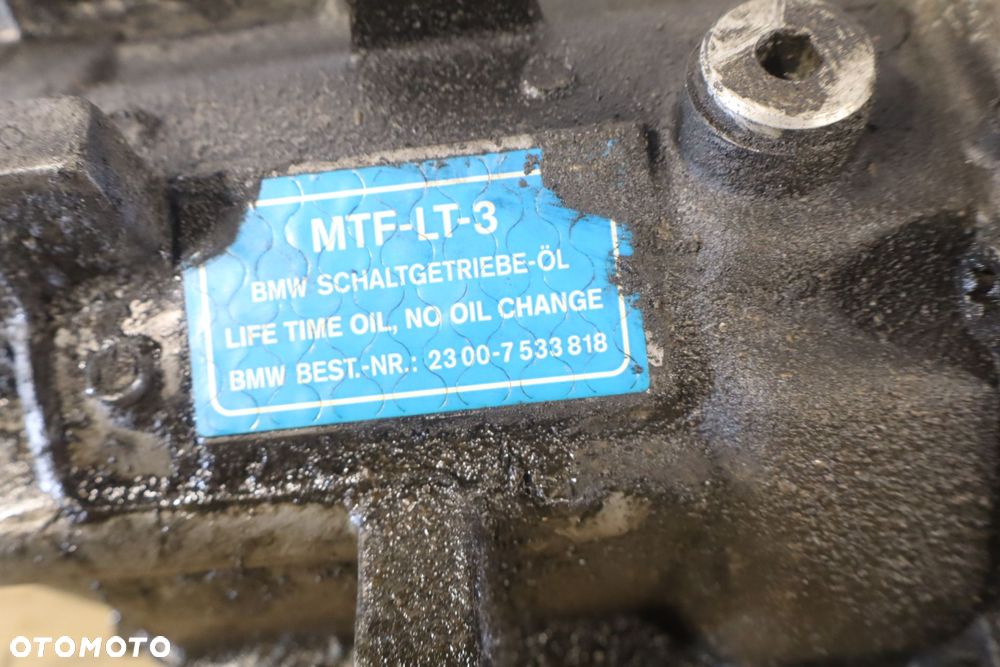 MTF-LT-3
BMW SCHALTGETRIEBE-ÖL
LIFE TIME OIL, NO OIL CHANGE
BMW BEST.-NR.: 23 00-7 533 818
OTOMOTO